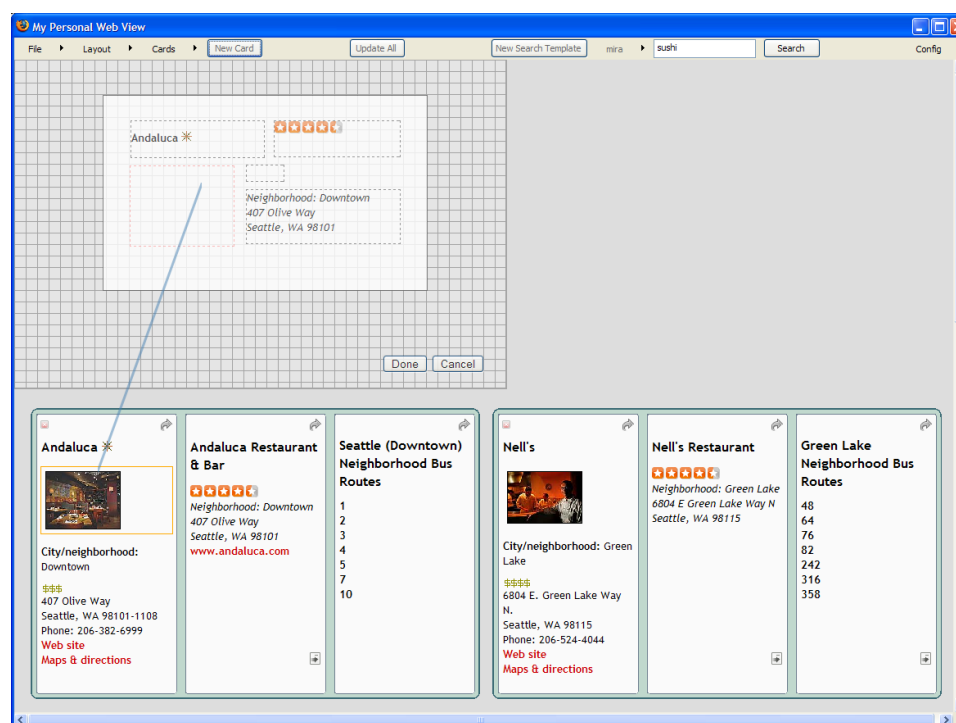 My Personal Web View
File Layout Cards New Card Update All New Search Template mira sushi Search Config
Andaluca
Neighborhood: Downtown
407 Olive Way
Seattle, WA 98101
Done Cancel
Andaluca
City/neighborhood:
Downtown
$$$
407 Olive Way
Seattle, WA 98101-1108
Phone: 206-382-6999
Web site
Maps & directions
Andaluca Restaurant
& Bar
Neighborhood: Downtown
407 Olive Way
Seattle, WA 98101
www.andaluca.com
Seattle (Downtown)
Neighborhood Bus
Routes
1
2
3
4
5
7
10
Nell's
City/neighborhood: Green
Lake
$$$$
6804 E. Green Lake Way
N.
Seattle, WA 98115
Phone: 206-524-4044
Web site
Maps & directions
Nell's Restaurant
Neighborhood: Green Lake
6804 E Green Lake Way N
Seattle, WA 98115
Green Lake
Neighborhood Bus
Routes
48
64
76
82
242
316
358